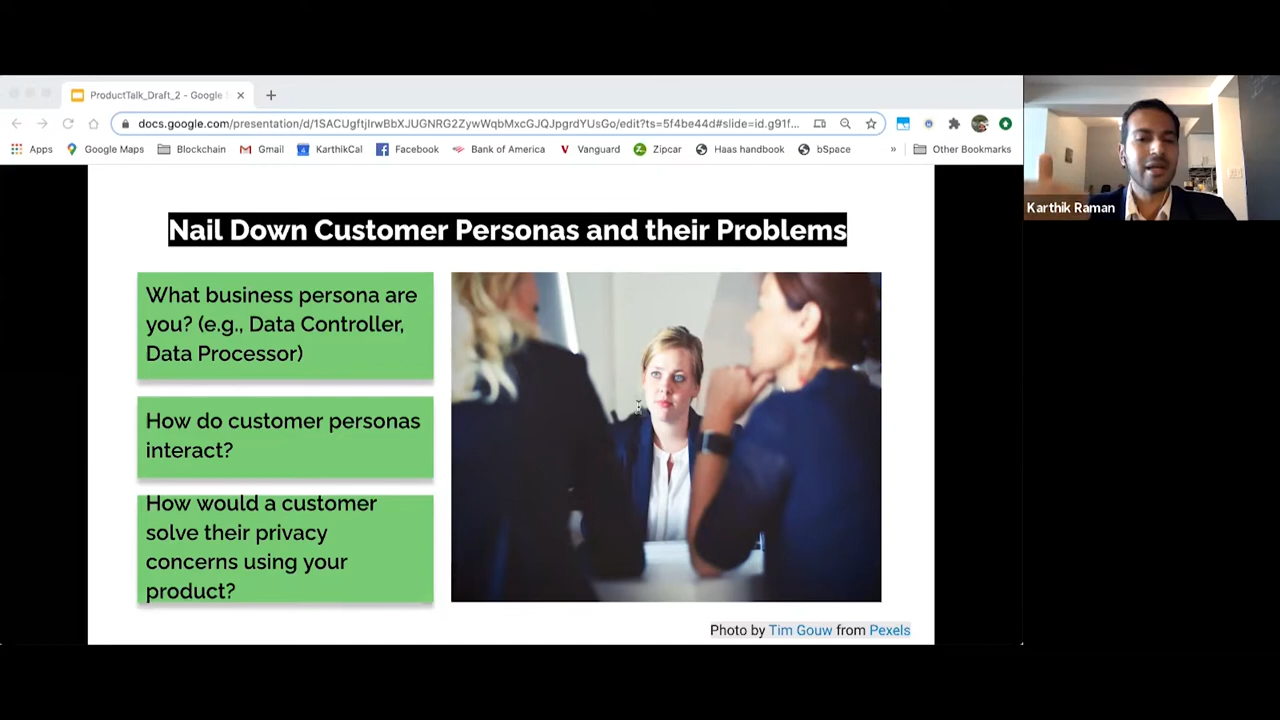 ProductTalk_Draft_2 - Google
docs.google.com/presentation/d/1SACUgftjIrwBbXJUGNRG2ZywWqbMxcGJQJpgrdYUsGo/edit?ts=5f4be44d#slide=id.g91f...
Apps Google Maps Blockchain Gmail KarthikCal Facebook Bank of America Vanguard Zipcar Haas handbook bSpace » Other Bookmarks
Karthik Raman
Nail Down Customer Personas and their Problems
What business persona are
you? (e.g., Data Controller,
Data Processor)
How do customer personas
interact?
How would a customer
solve their privacy
concerns using your
product?
Photo by Tim Gouw from Pexels